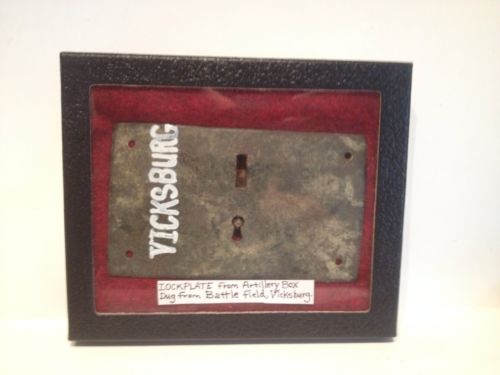 VICKSBURG
LOCKPLATE from Artillery Box
Dug from Battle Field, Vicksburg.